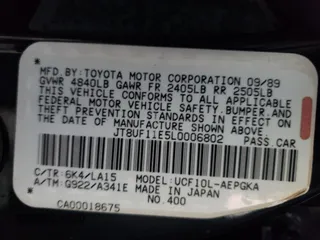 MFD.BY:TOYOTA MOTOR CORPORATION 09/89
GVWR 4840LB GAWR FR 2405LB RR 2505LB
THIS VEHICLE CONFORMS TO ALL APPLICABLE
FEDERAL MOTOR VEHICLE SAFETY,BUMPER,AND
THEFT PREVENTION STANDARDS IN EFFECT ON
THE DATE OF MANUFACTURE SHOWN ABOVE.
JT8UF11E5L0006802 PASS.CAR
C/TR: 6K4/LA15 MODEL: UCF10L-AEPGKA
A/TM: G922/A341E MADE IN JAPAN
NO.400
CA00018675